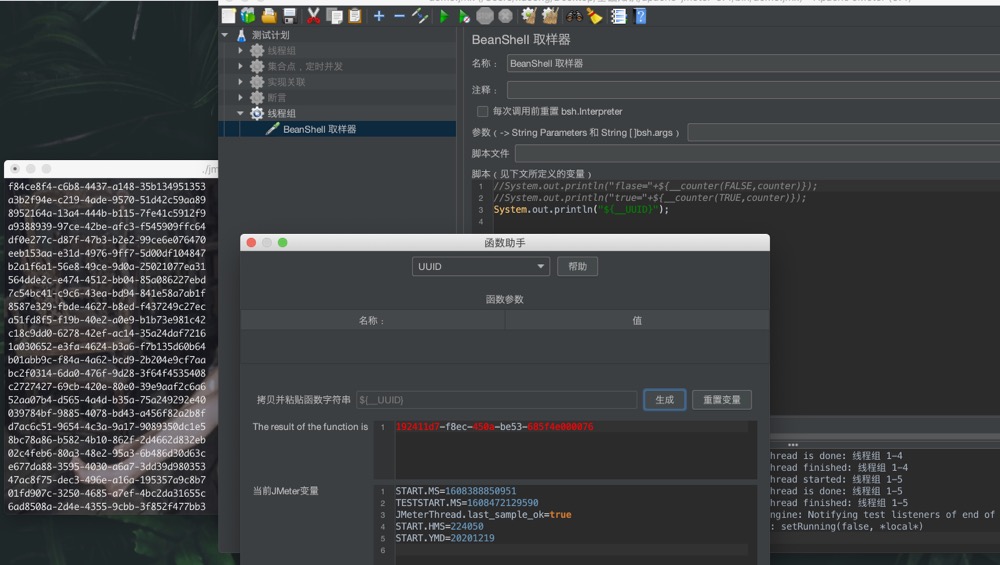 测试计划
线程组
集合点，定时并发
实现关联
断言
线程组
BeanShell 取样器
BeanShell 取样器
名称： BeanShell 取样器
注释：
每次调用前重置 bsh.Interpreter
参数（-> String Parameters 和 String []bsh.args）
脚本文件
脚本（见下文所定义的变量）
1 //System.out.println("flase="+${__counter(FALSE,counter)});
2 //System.out.println("true="+${__counter(TRUE,counter)});
3 System.out.println("${__UUID}");
4
./jm
f84ce8f4-c6b8-4437-a148-35b134951353
a3b2f94e-c219-4ade-9570-51d42c59aa89
8952164a-13a4-444b-b115-7fe41c5912f9
a9388939-97ce-42be-afc3-f545909ffc64
df0e277c-d87f-47b3-b2e2-99ce6e076470
eeb153aa-e31d-4976-9ff7-5d00df104847
b2a1f6a1-56e8-49ce-9d0a-25021077ea31
564dde2c-e474-4512-bb04-85a086227ebd
7c54bc41-c9c6-43ea-bd94-841e58a7ab1f
8587e329-fbde-4627-b8ed-f437249c27ec
a51fd8f5-f19b-40e2-a0e9-b1b73e981c42
c18c9dd0-6278-42ef-ac14-35a24daf7216
1a030652-e3fa-4624-b3a6-f7b135d60b64
b01abb9c-f84a-4a62-bcd9-2b204e9cf7aa
bc2f0314-6da0-476f-9d28-3f64f4535408
c2727427-69cb-420e-80e0-39e9aaf2c6a6
52aa07b4-d565-4a4d-b35a-75a249292e40
039784bf-9885-4078-bd43-a456f82a2b8f
d7ac6c51-9654-4c3a-9a17-9089350dc1e5
8bc78a86-b582-4b10-862f-2d4662d832eb
02c4feb6-80a3-48e2-95a3-6b486d30d63c
e677da88-3595-4030-a6a7-3dd39d980353
47ac8f75-dec3-496e-a16a-195357a9c8b7
01fd907c-3250-4685-a7ef-4bc2da31655c
6ad8508a-2d4e-4355-9cbb-3f852f477bb3
函数助手
UUID 帮助
函数参数
名称： 值
拷贝并粘贴函数字符串 ${__UUID} 生成 重置变量
The result of the function is 1 192411d7-f8ec-450a-be53-685f4e000076
当前JMeter变量
1 START.MS=1608388850951
2 TESTSTART.MS=1608472129590
3 JMeterThread.last_sample_ok=true
4 START.HMS=224050
5 START.YMD=20201219
6
hread is done: 线程组 1-4
hread finished: 线程组 1-4
hread started: 线程组 1-5
hread is done: 线程组 1-5
hread finished: 线程组 1-5
ngine: Notifying test listeners of end of
: setRunning(false, *local*)